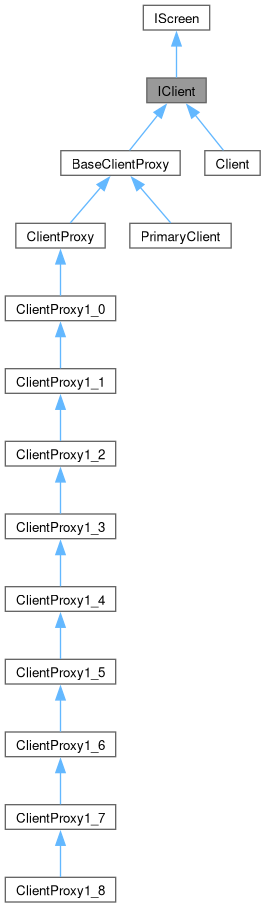 IScreen
IClient
BaseClientProxy
Client
ClientProxy
PrimaryClient
ClientProxy1_0
ClientProxy1_1
ClientProxy1_2
ClientProxy1_3
ClientProxy1_4
ClientProxy1_5
ClientProxy1_6
ClientProxy1_7
ClientProxy1_8